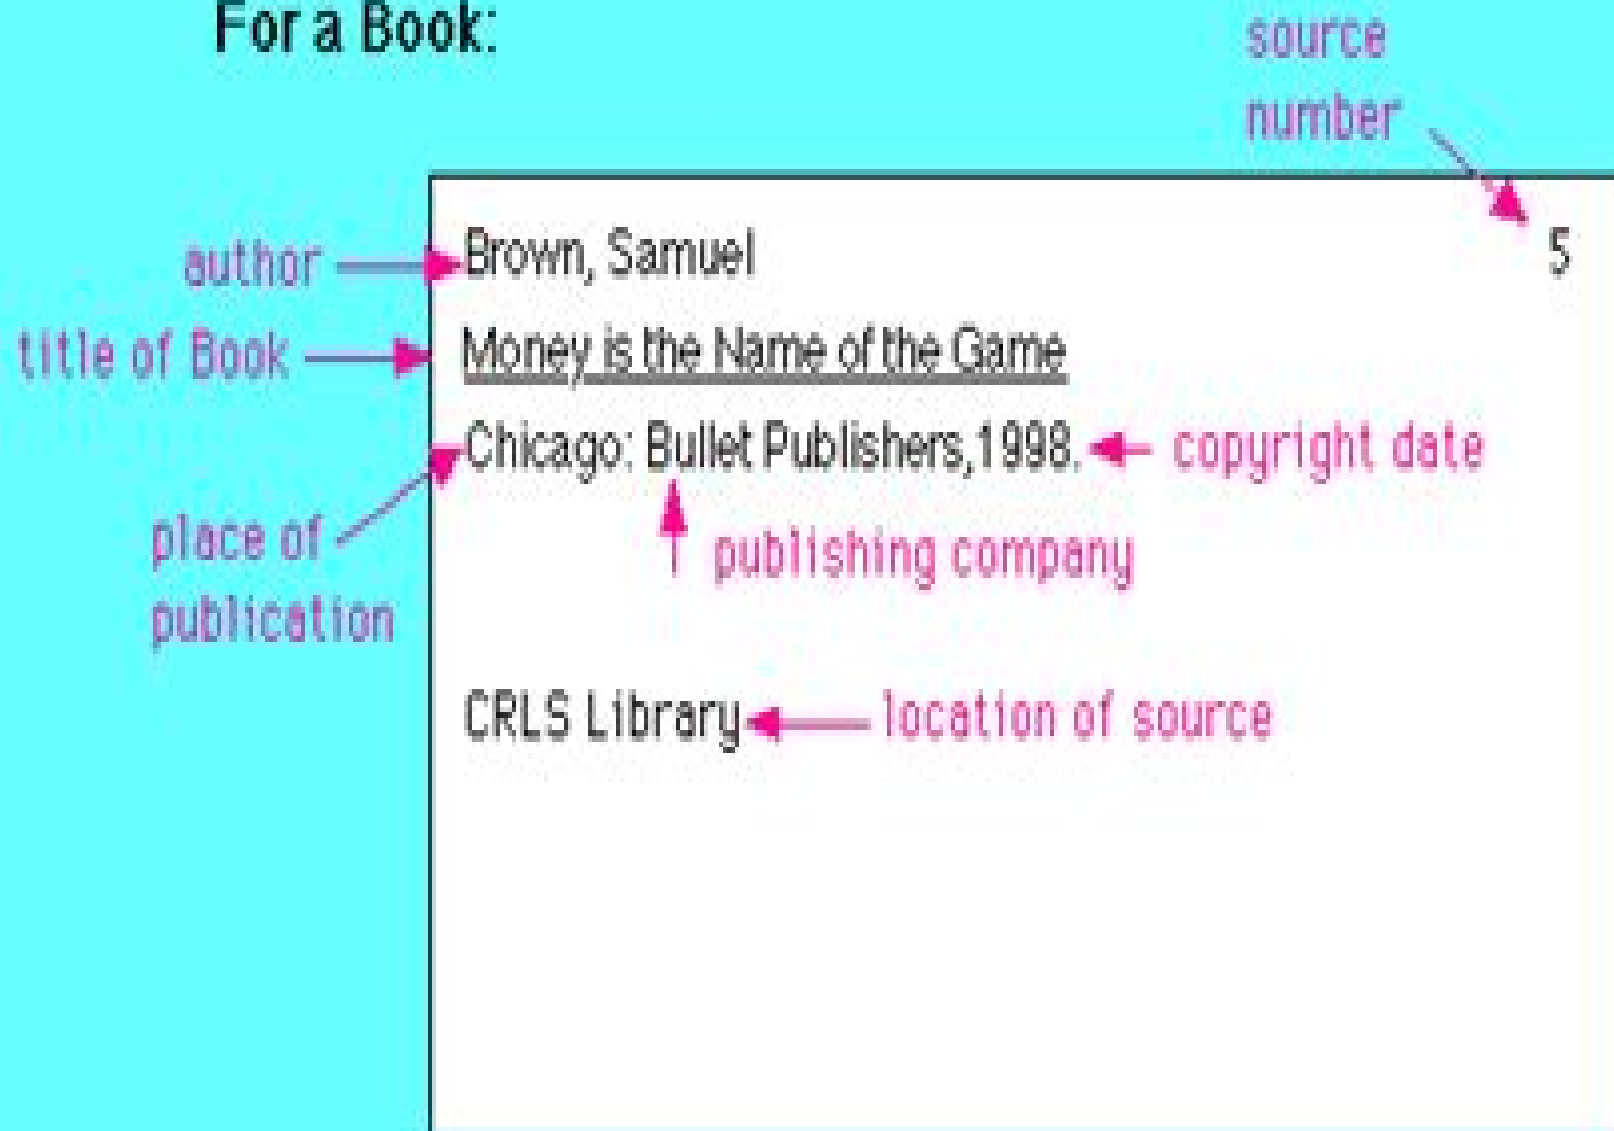 For a Book:
source
number
author
Brown, Samuel
5
title of Book
Money is the Name of the Game
Chicago: Bullet Publishers,1998.
copyright date
place of
publication
publishing company
CRLS Library
location of source